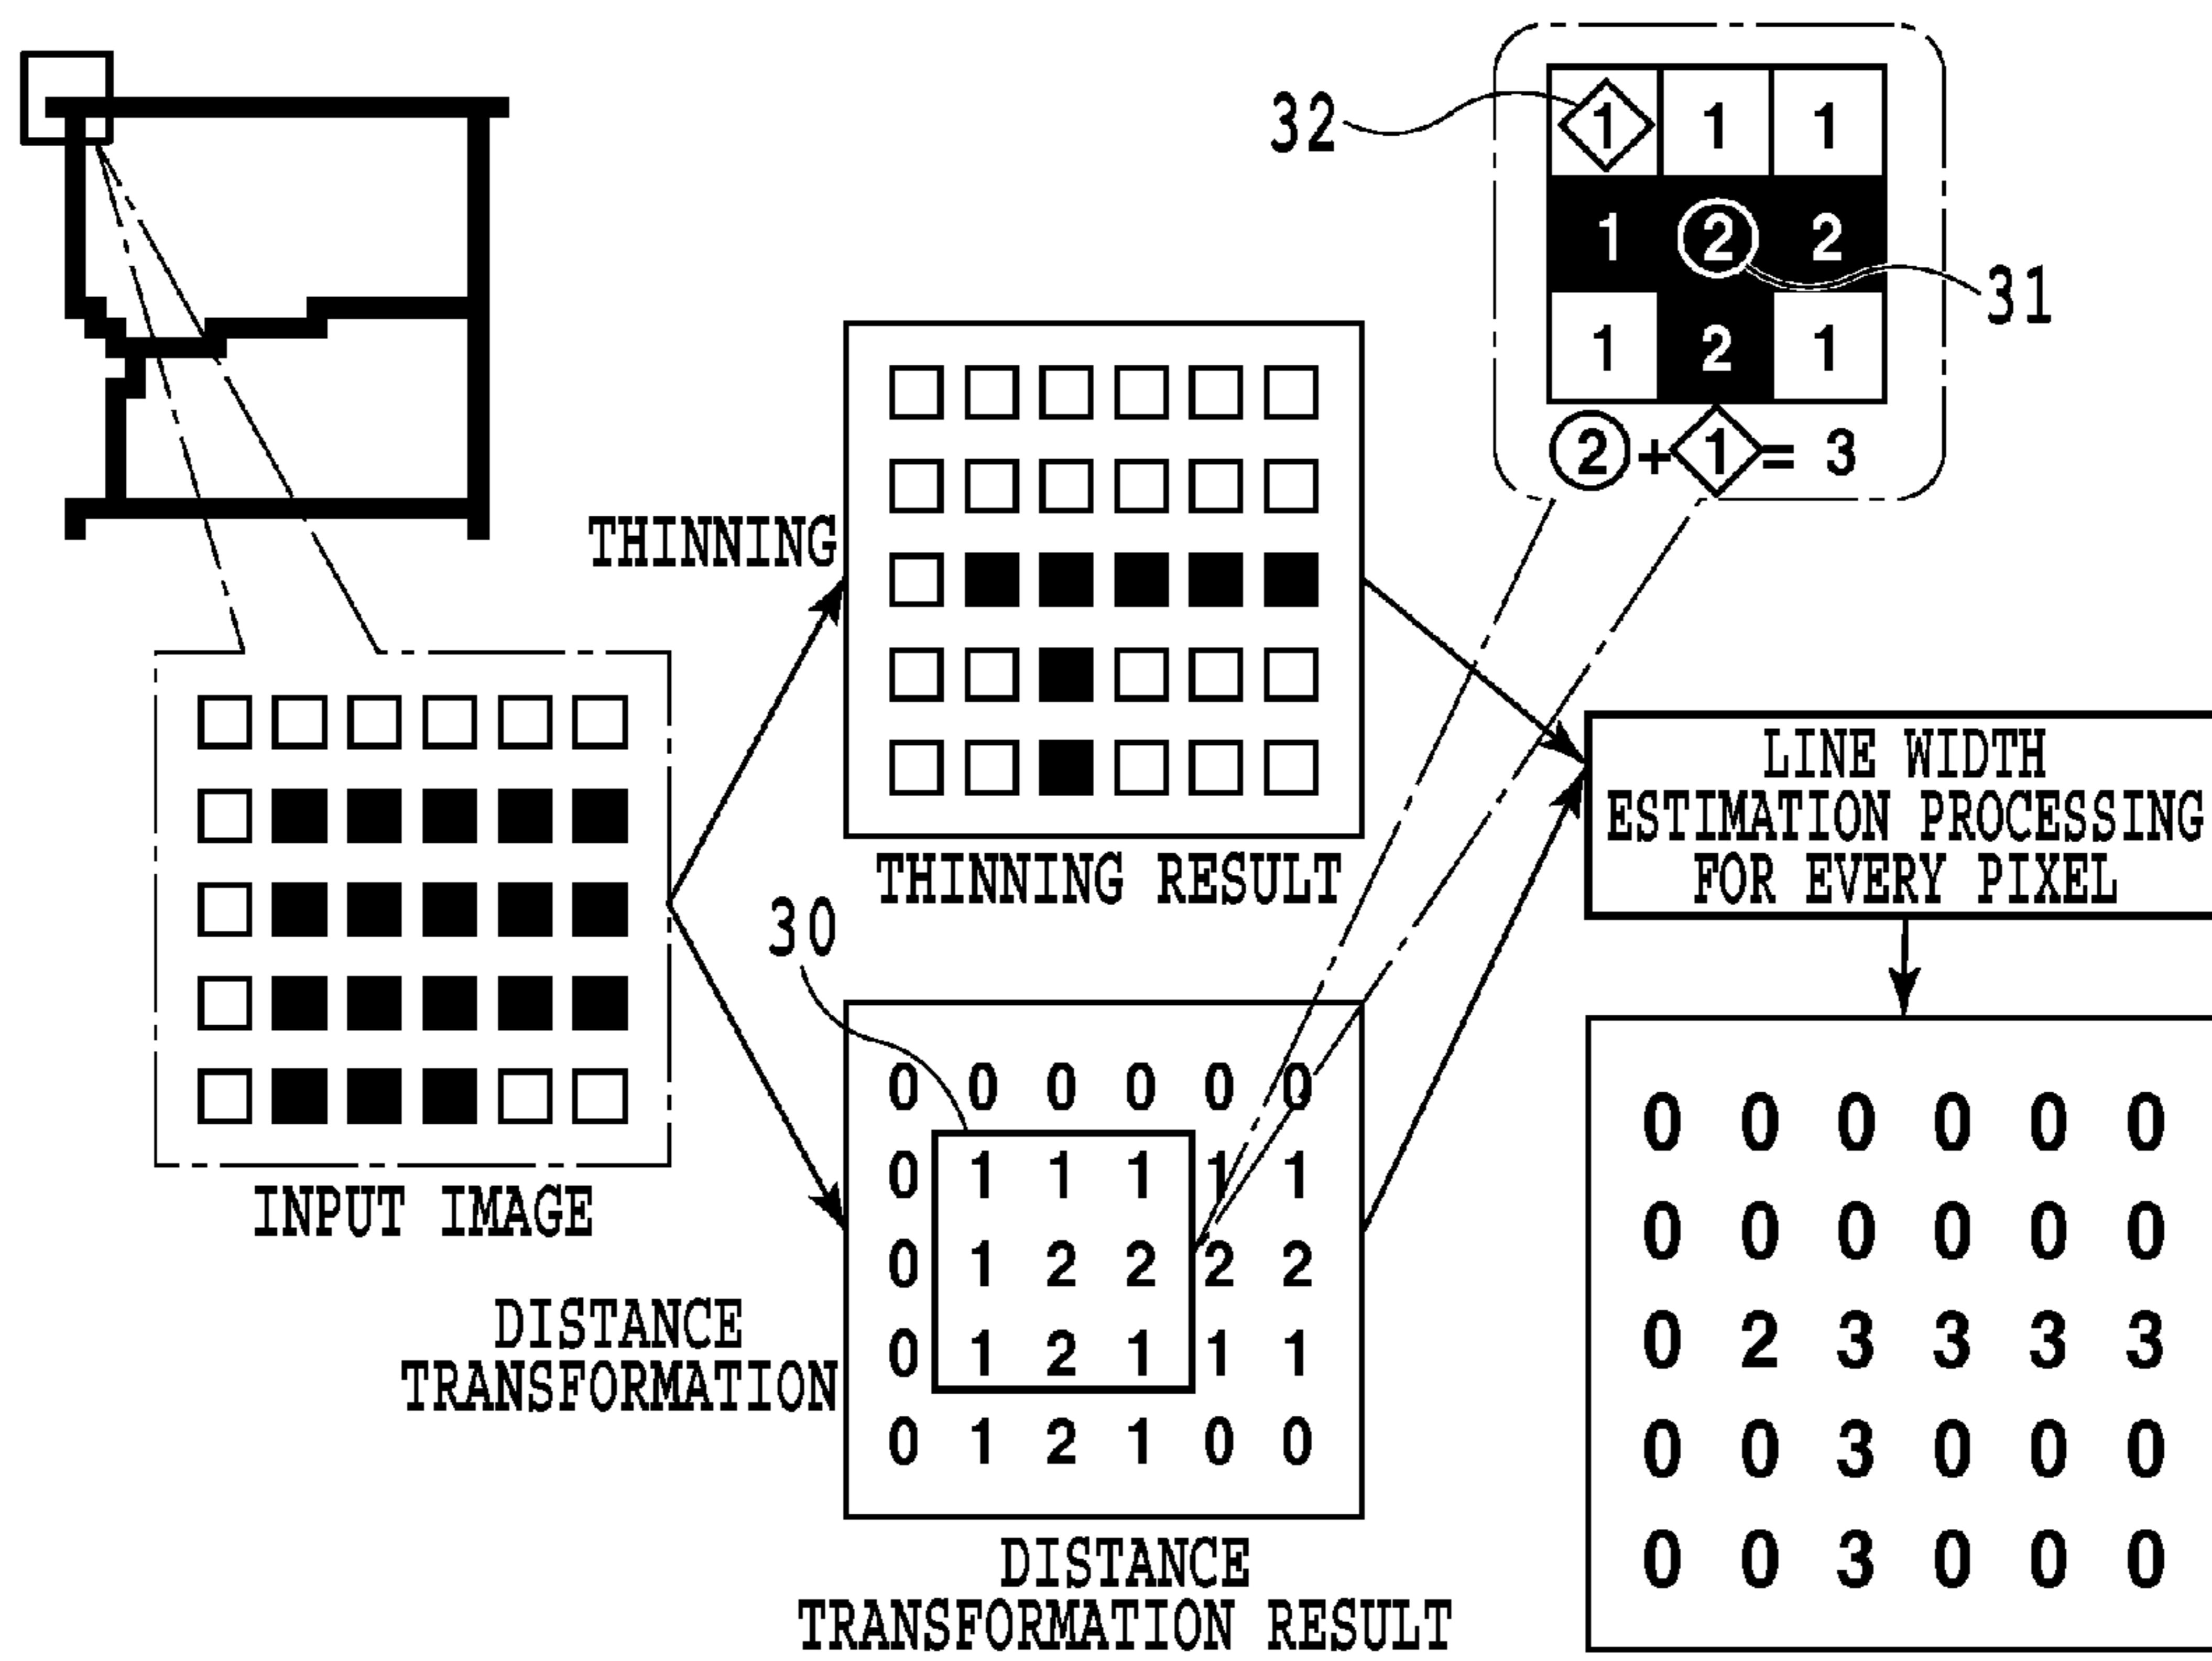 32
1 1 1
1 2 2
31
1 2 1
2 + 1 = 3
THINNING
THINNING RESULT
LINE WIDTH
ESTIMATION PROCESSING
FOR EVERY PIXEL
30
INPUT IMAGE
DISTANCE
TRANSFORMATION
0 0 0 0 0 0
0 1 1 1 1 1
0 1 2 2 2 2
0 1 2 1 1 1
0 1 2 1 0 0
DISTANCE
TRANSFORMATION RESULT
0 0 0 0 0 0
0 0 0 0 0 0
0 2 3 3 3 3
0 0 3 0 0 0
0 0 3 0 0 0